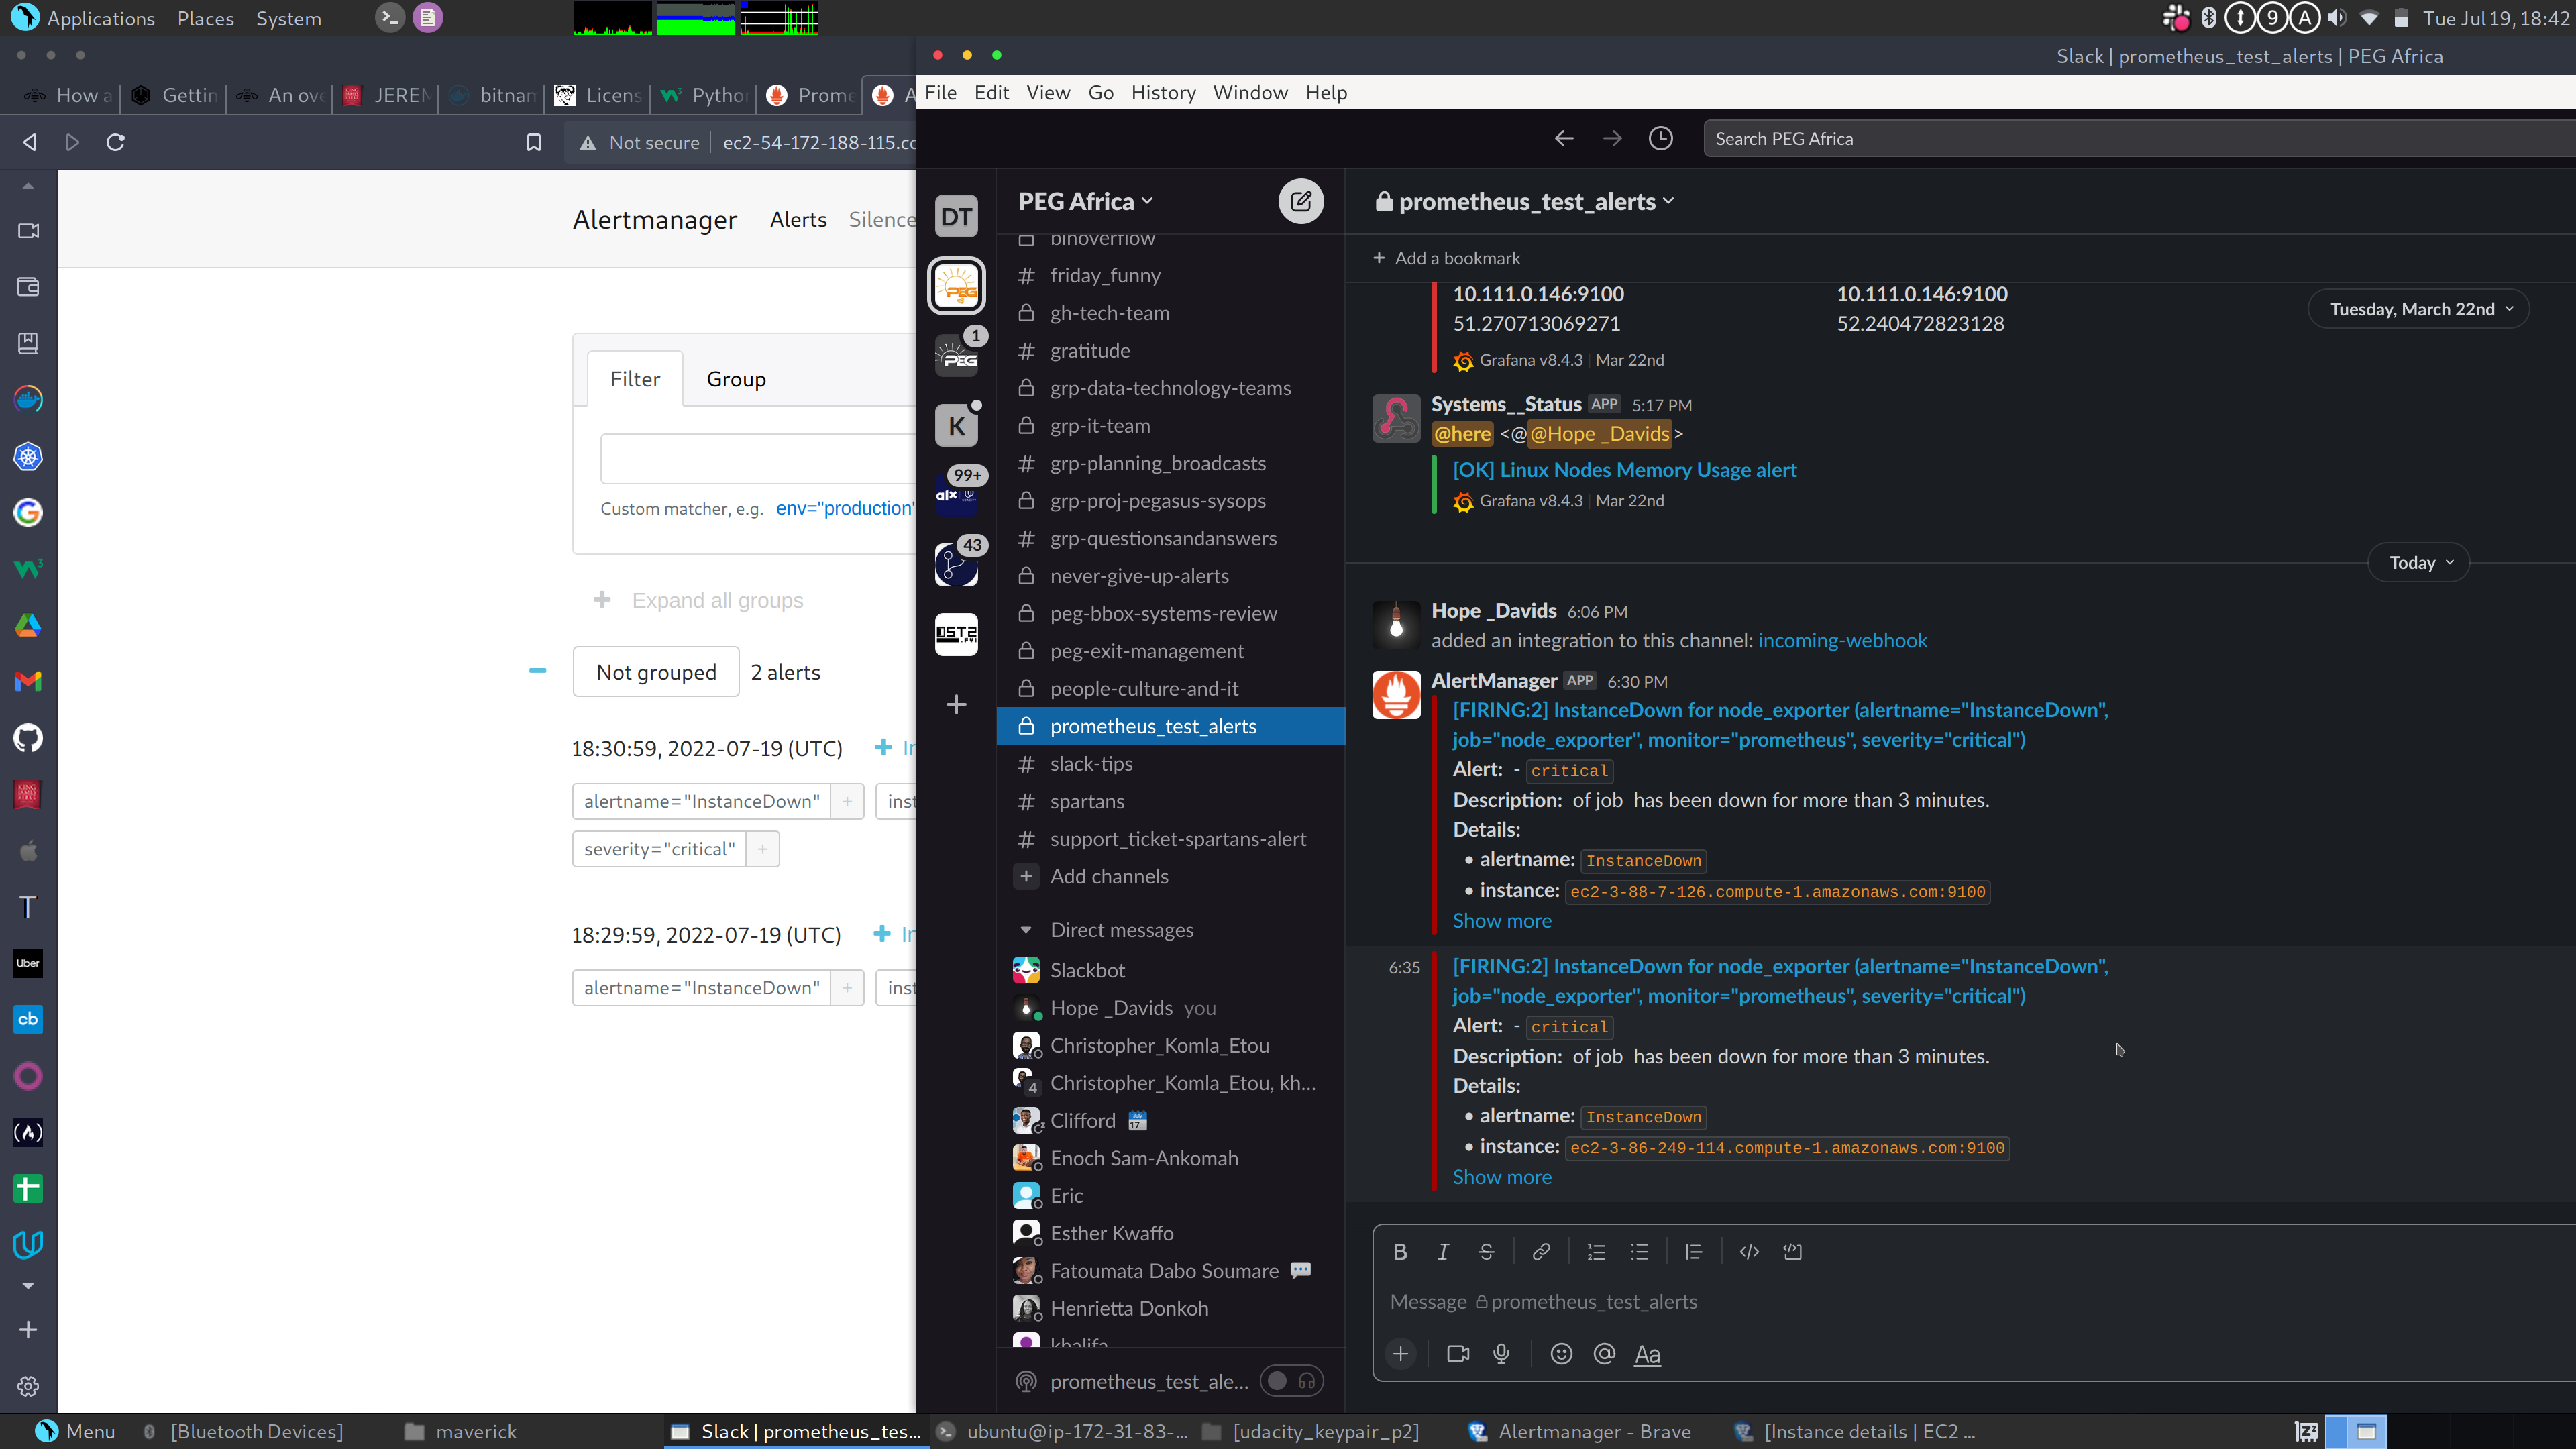 Applications Places System
9 A Tue Jul 19, 18:42
Slack | prometheus_test_alerts | PEG Africa
How a Gettin An ove JEREM bitnam Licens Python Prome A
File Edit View Go History Window Help
Not secure ec2-54-172-188-115.co
Search PEG Africa
Alertmanager Alerts Silence
Filter Group
Custom matcher, e.g. env="production"
Expand all groups
Not grouped 2 alerts
18:30:59, 2022-07-19 (UTC) + In
alertname="InstanceDown" + inst
severity="critical" +
18:29:59, 2022-07-19 (UTC) + In
alertname="InstanceDown" + inst
Uber
cb
DT
PEG
1
PEG
K
99+
alx
43
PEG Africa
binoverflow
# friday_funny
gh-tech-team
# gratitude
grp-data-technology-teams
grp-it-team
# grp-planning_broadcasts
grp-proj-pegasus-sysops
# grp-questionsandanswers
never-give-up-alerts
peg-bbox-systems-review
peg-exit-management
people-culture-and-it
prometheus_test_alerts
# slack-tips
# spartans
# support_ticket-spartans-alert
+ Add channels
Direct messages
Slackbot
Hope _Davids you
Christopher_Komla_Etou
4 Christopher_Komla_Etou, kh...
Clifford 17
Enoch Sam-Ankomah
Eric
Esther Kwaffo
Fatoumata Dabo Soumare
Henrietta Donkoh
khalifa
prometheus_test_ale...
prometheus_test_alerts
+ Add a bookmark
10.111.0.146:9100 10.111.0.146:9100
51.270713069271 52.240472823128
Tuesday, March 22nd
Grafana v8.4.3 | Mar 22nd
Systems__Status APP 5:17 PM
@here <@@Hope _Davids>
[OK] Linux Nodes Memory Usage alert
Grafana v8.4.3 | Mar 22nd
Today
Hope _Davids 6:06 PM
added an integration to this channel: incoming-webhook
AlertManager APP 6:30 PM
[FIRING:2] InstanceDown for node_exporter (alertname="InstanceDown",
job="node_exporter", monitor="prometheus", severity="critical")
Alert: - critical
Description: of job has been down for more than 3 minutes.
Details:
• alertname: InstanceDown
• instance: ec2-3-88-7-126.compute-1.amazonaws.com:9100
Show more
6:35 [FIRING:2] InstanceDown for node_exporter (alertname="InstanceDown",
job="node_exporter", monitor="prometheus", severity="critical")
Alert: - critical
Description: of job has been down for more than 3 minutes.
Details:
• alertname: InstanceDown
• instance: ec2-3-86-249-114.compute-1.amazonaws.com:9100
Show more
Message prometheus_test_alerts
Aa
Menu [Bluetooth Devices] maverick Slack | prometheus_tes... ubuntu@ip-172-31-83-... [udacity_keypair_p2] Alertmanager - Brave [Instance details | EC2 ...